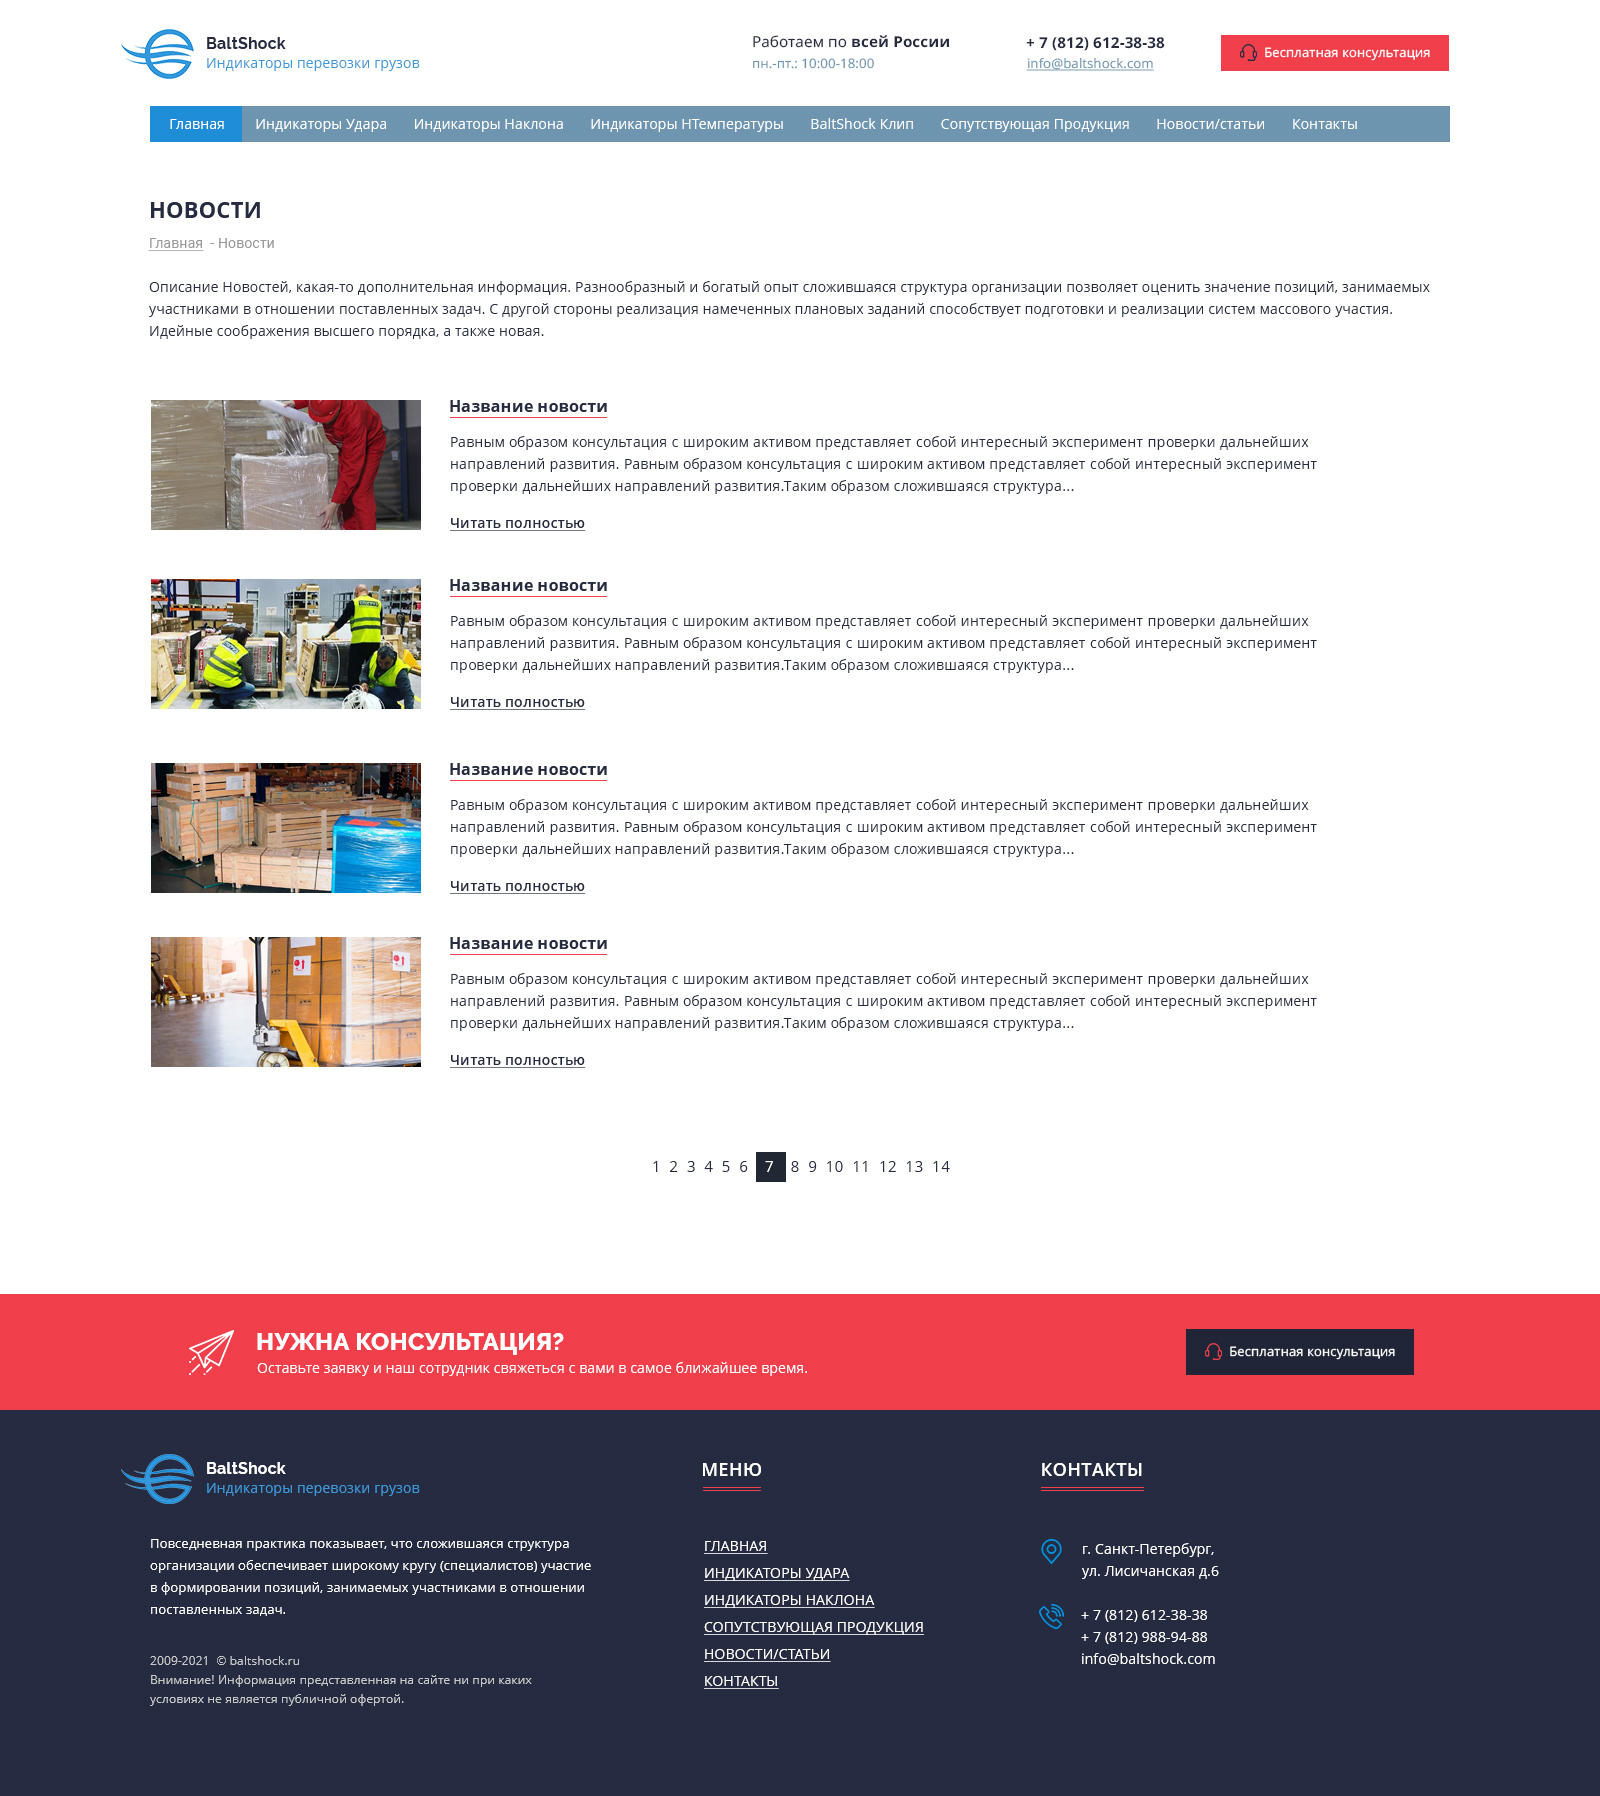 BaltShock
Индикаторы перевозки грузов
Работаем по всей России
пн.-пт.: 10:00-18:00
+ 7 (812) 612-38-38
info@baltshock.com
Бесплатная консультация
Главная Индикаторы Удара Индикаторы Наклона Индикаторы НТемпературы BaltShock Клип Сопутствующая Продукция Новости/статьи Контакты
НОВОСТИ
Главная - Новости
Описание Новостей, какая-то дополнительная информация. Разнообразный и богатый опыт сложившаяся структура организации позволяет оценить значение позиций, занимаемых
участниками в отношении поставленных задач. С другой стороны реализация намеченных плановых заданий способствует подготовки и реализации систем массового участия.
Идейные соображения высшего порядка, а также новая.
Название новости
Равным образом консультация с широким активом представляет собой интересный эксперимент проверки дальнейших
направлений развития. Равным образом консультация с широким активом представляет собой интересный эксперимент
проверки дальнейших направлений развития.Таким образом сложившаяся структура...
Читать полностью
Название новости
Равным образом консультация с широким активом представляет собой интересный эксперимент проверки дальнейших
направлений развития. Равным образом консультация с широким активом представляет собой интересный эксперимент
проверки дальнейших направлений развития.Таким образом сложившаяся структура...
Читать полностью
Название новости
Равным образом консультация с широким активом представляет собой интересный эксперимент проверки дальнейших
направлений развития. Равным образом консультация с широким активом представляет собой интересный эксперимент
проверки дальнейших направлений развития.Таким образом сложившаяся структура...
Читать полностью
Название новости
Равным образом консультация с широким активом представляет собой интересный эксперимент проверки дальнейших
направлений развития. Равным образом консультация с широким активом представляет собой интересный эксперимент
проверки дальнейших направлений развития.Таким образом сложившаяся структура...
Читать полностью
1 2 3 4 5 6 7 8 9 10 11 12 13 14
НУЖНА КОНСУЛЬТАЦИЯ?
Оставьте заявку и наш сотрудник свяжеться с вами в самое ближайшее время.
Бесплатная консультация
BaltShock
Индикаторы перевозки грузов
Повседневная практика показывает, что сложившаяся структура
организации обеспечивает широкому кругу (специалистов) участие
в формировании позиций, занимаемых участниками в отношении
поставленных задач.
2009-2021 © baltshock.ru
Внимание! Информация представленная на сайте ни при каких
условиях не является публичной офертой.
МЕНЮ
ГЛАВНАЯ
ИНДИКАТОРЫ УДАРА
ИНДИКАТОРЫ НАКЛОНА
СОПУТСТВУЮЩАЯ ПРОДУКЦИЯ
НОВОСТИ/СТАТЬИ
КОНТАКТЫ
КОНТАКТЫ
г. Санкт-Петербург,
ул. Лисичанская д.6
+ 7 (812) 612-38-38
+ 7 (812) 988-94-88
info@baltshock.com